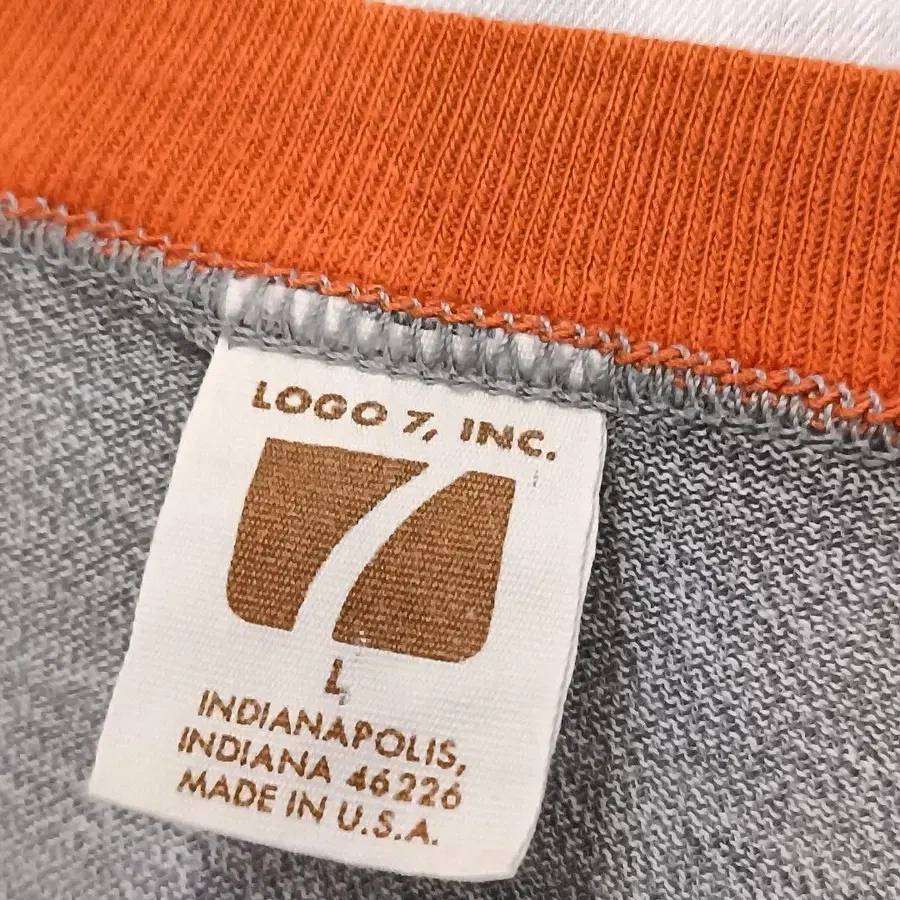 LOGO 7, INC.
7
L
INDIANAPOLIS,
INDIANA 46226
MADE IN U.S.A.